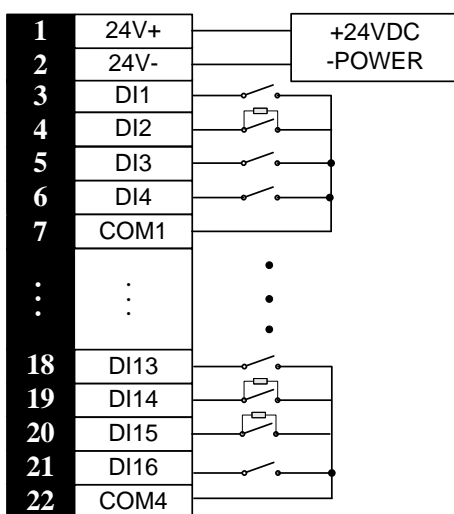 1 24V+ +24VDC
2 24V- -POWER
3 DI1
4 DI2
5 DI3
6 DI4
7 COM1
18 DI13
19 DI14
20 DI15
21 DI16
22 COM4